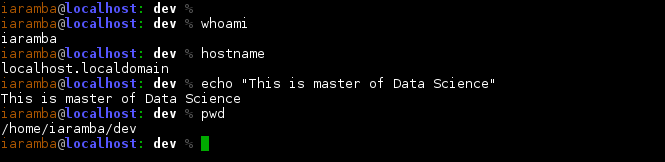 iaramba@localhost: dev %
iaramba@localhost: dev % whoami
iaramba
iaramba@localhost: dev % hostname
localhost.localdomain
iaramba@localhost: dev % echo "This is master of Data Science"
This is master of Data Science
iaramba@localhost: dev % pwd
/home/iaramba/dev
iaramba@localhost: dev %